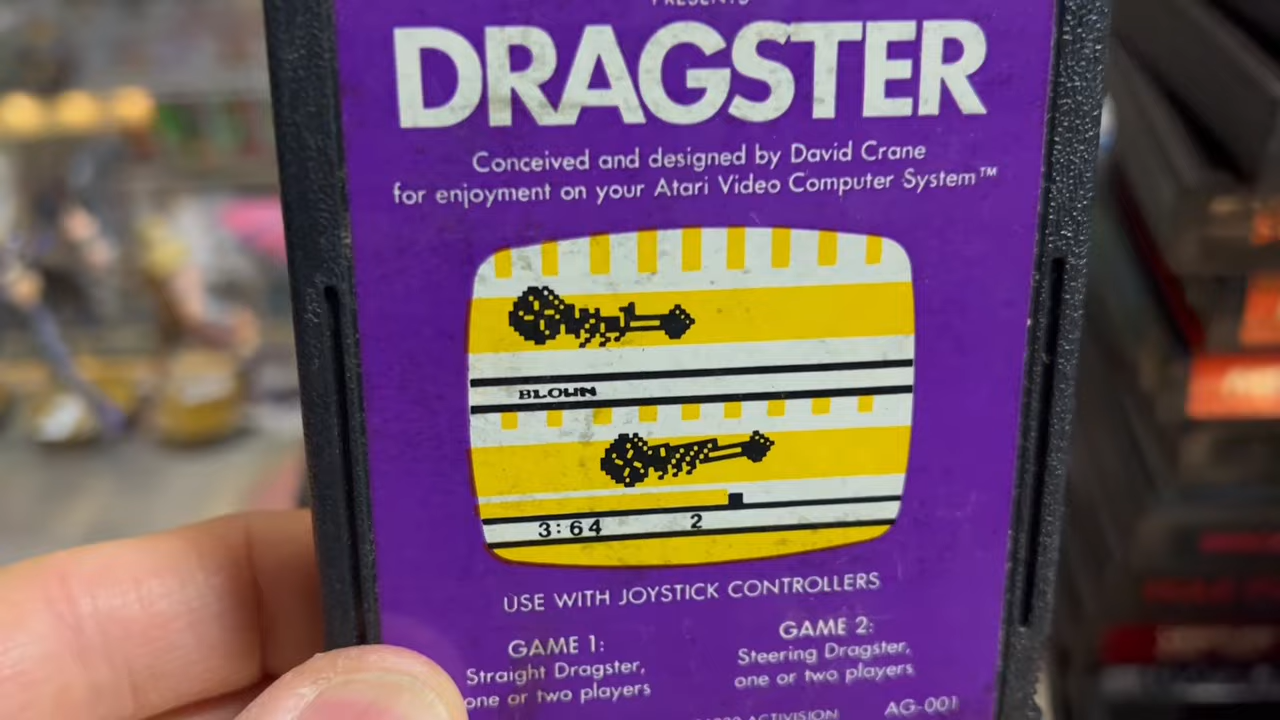 PRESENTS
DRAGSTER
Conceived and designed by David Crane
for enjoyment on your Atari Video Computer System™
BLOWN
3:64 2
USE WITH JOYSTICK CONTROLLERS
GAME 1:
Straight Dragster,
one or two players
GAME 2:
Steering Dragster,
one or two players
ACTIVISION
AG-001